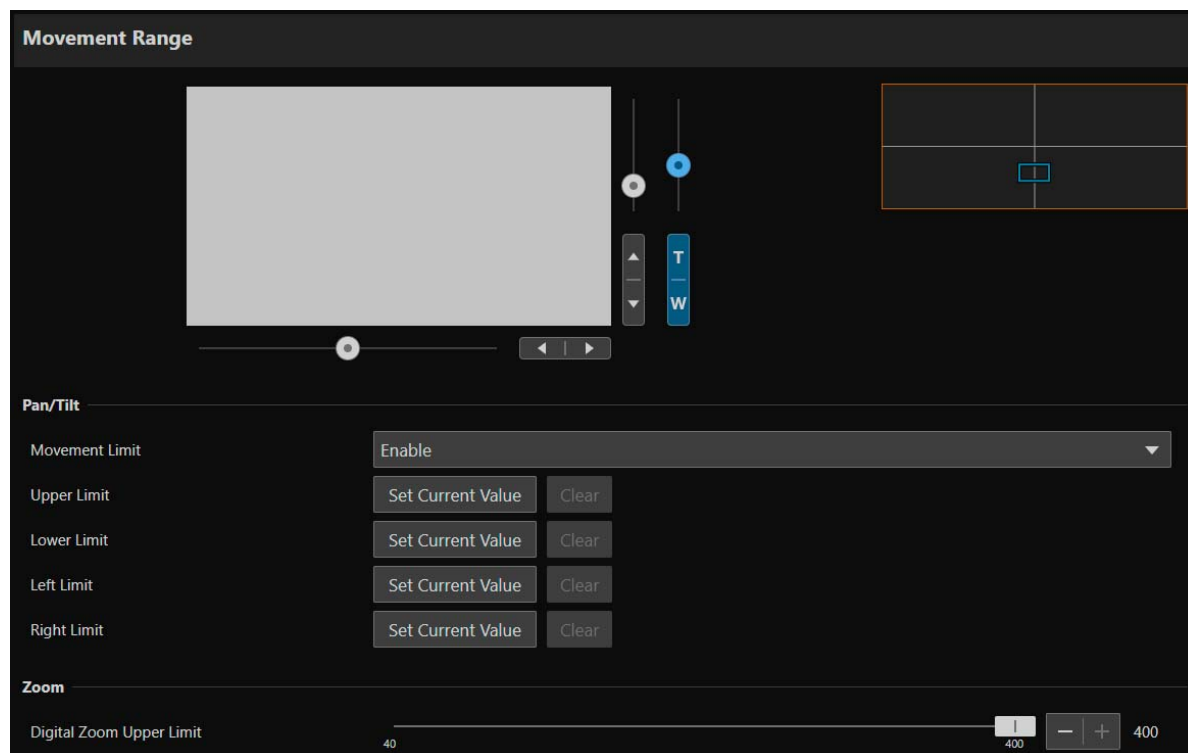 Movement Range
T
W
Pan/Tilt
Movement Limit Enable
Upper Limit Set Current Value Clear
Lower Limit Set Current Value Clear
Left Limit Set Current Value Clear
Right Limit Set Current Value Clear
Zoom
Digital Zoom Upper Limit 40 400 − + 400